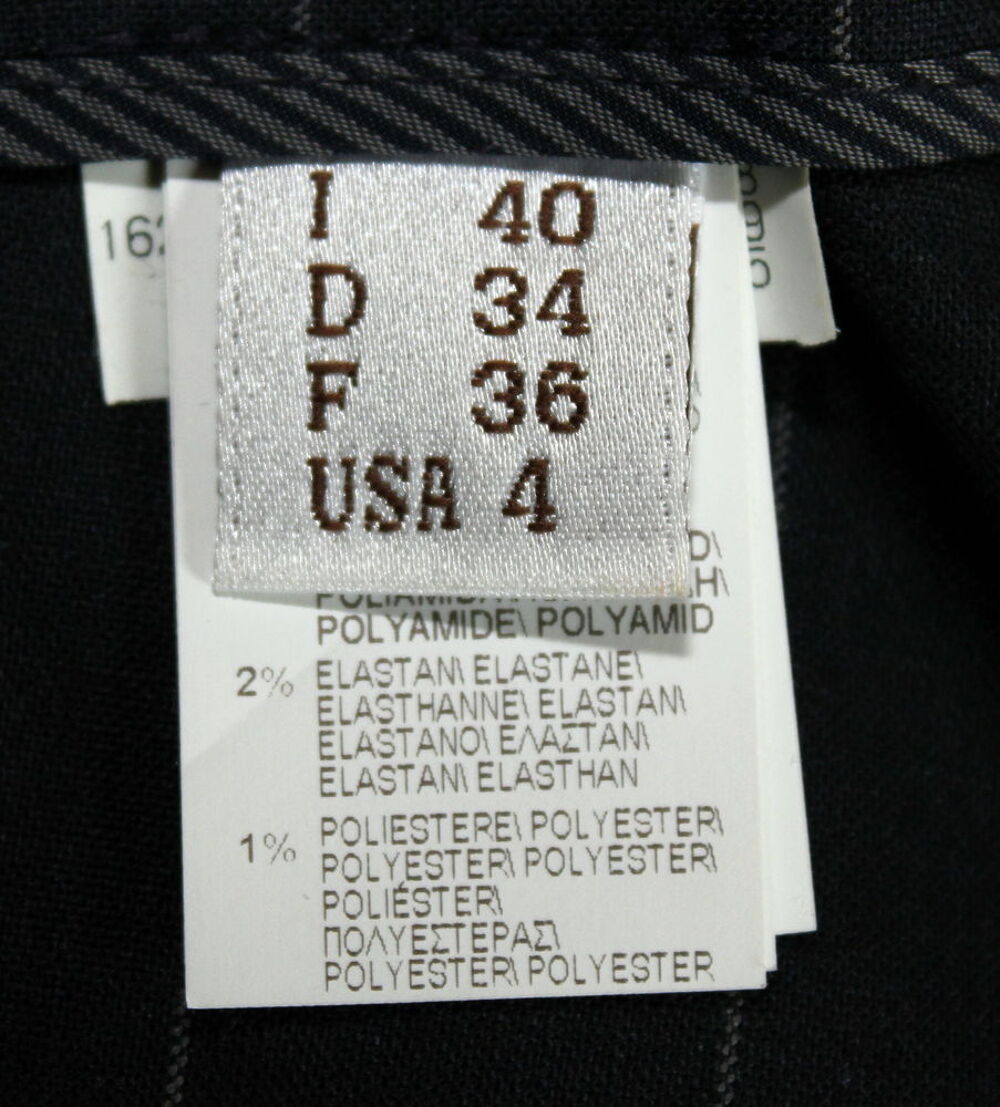 I 40
D 34
F 36
USA 4
162
POLYAMIDE\ POLYAMID
2% ELASTAN\ ELASTANE\
ELASTHANNE\ ELASTAN\
ELASTANO\ ΕΛΑΣΤΑΝ\
ELASTAN\ ELASTHAN
1% POLIESTERE\ POLYESTER\
POLYESTER\ POLYESTER\
POLIÉSTER\
ΠΟΛΥΕΣΤΕΡΑΣ\
POLYESTER\ POLYESTER